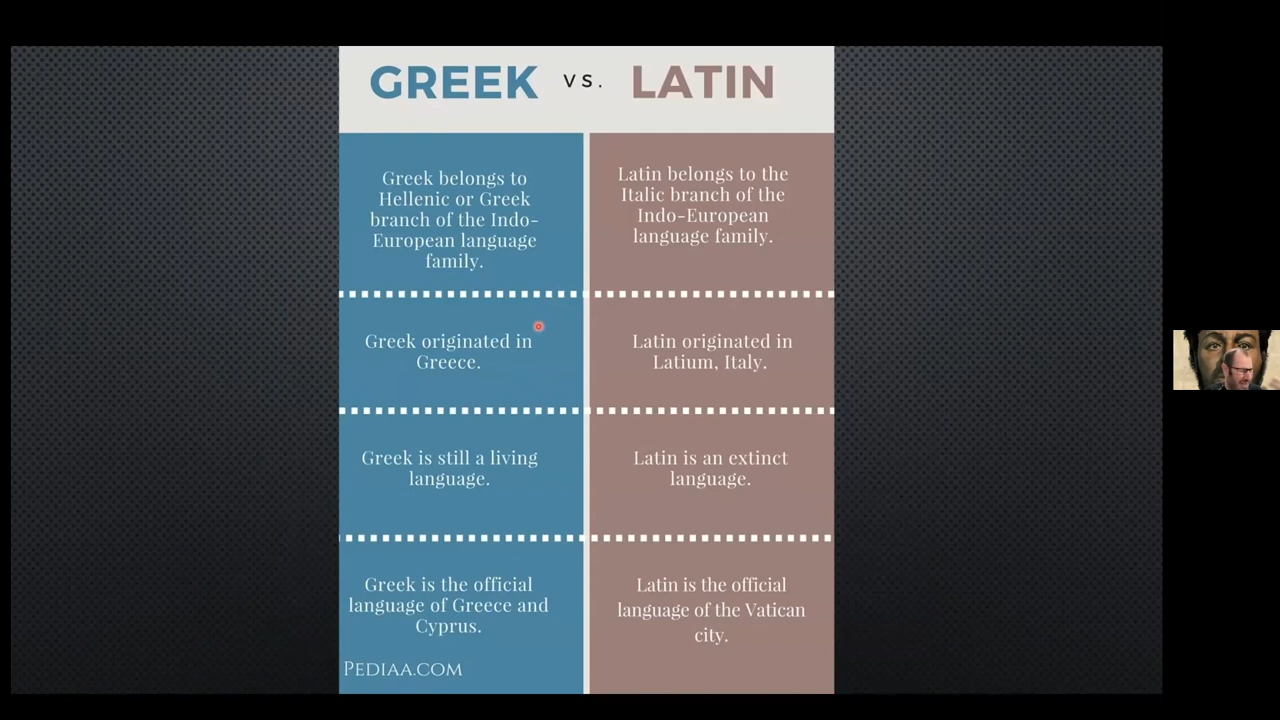 GREEK vs. LATIN
Greek belongs to
Hellenic or Greek
branch of the Indo-
European language
family.
Latin belongs to the
Italic branch of the
Indo-European
language family.
Greek originated in
Greece.
Latin originated in
Latium, Italy.
Greek is still a living
language.
Latin is an extinct
language.
Greek is the official
language of Greece and
Cyprus.
Latin is the official
language of the Vatican
city.
PEDIAA.COM